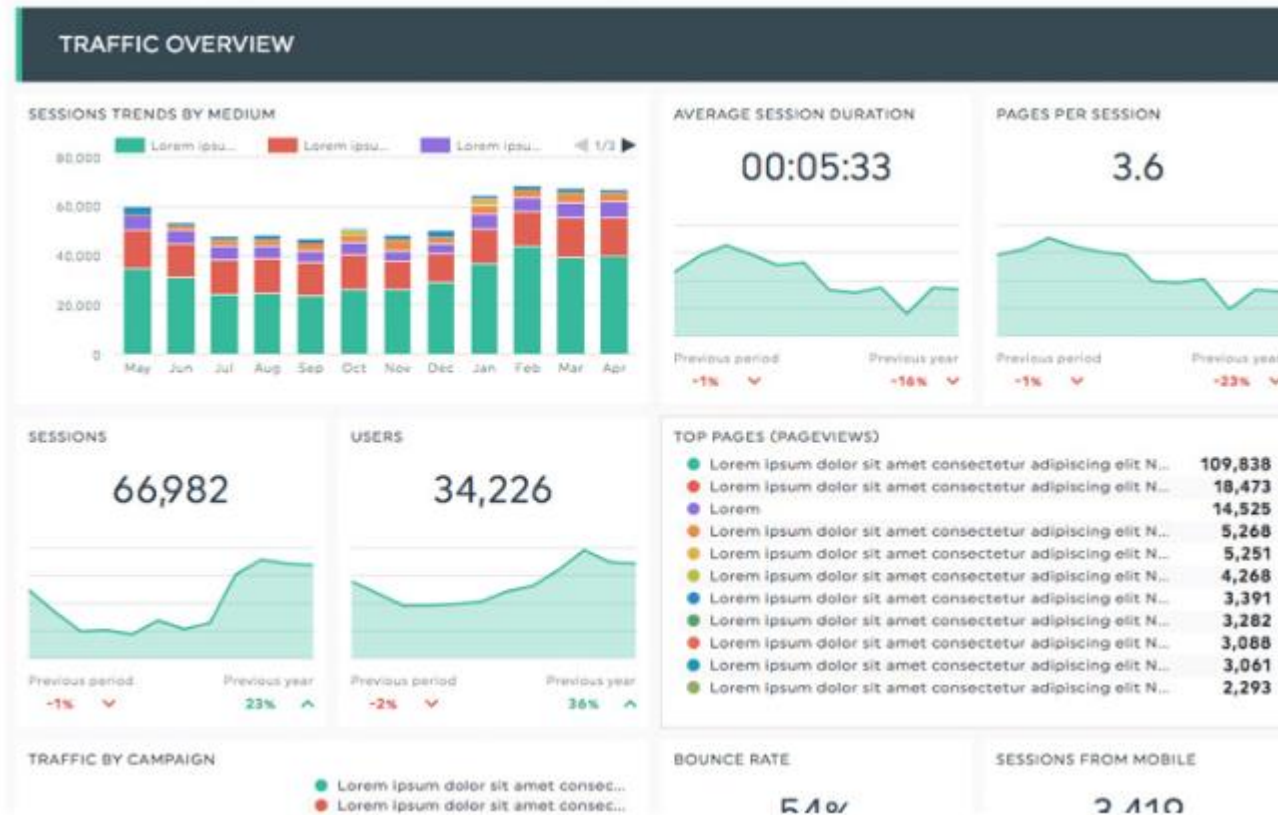 TRAFFIC OVERVIEW
SESSIONS TRENDS BY MEDIUM
Lorem ipsu... Lorem ipsu... Lorem ipsu... 1/3
80,000
60,000
40,000
20,000
0
May Jun Jul Aug Sep Oct Nov Dec Jan Feb Mar Apr
AVERAGE SESSION DURATION
00:05:33
Previous period Previous year
-1% -16%
PAGES PER SESSION
3.6
Previous period Previous year
-1% -23%
SESSIONS
66,982
Previous period Previous year
-1% 23%
USERS
34,226
Previous period Previous year
-2% 36%
TOP PAGES (PAGEVIEWS)
Lorem ipsum dolor sit amet consectetur adipiscing elit N... 109,838
Lorem ipsum dolor sit amet consectetur adipiscing elit N... 18,473
Lorem 14,525
Lorem ipsum dolor sit amet consectetur adipiscing elit N... 5,268
Lorem ipsum dolor sit amet consectetur adipiscing elit N... 5,251
Lorem ipsum dolor sit amet consectetur adipiscing elit N... 4,268
Lorem ipsum dolor sit amet consectetur adipiscing elit N... 3,391
Lorem ipsum dolor sit amet consectetur adipiscing elit N... 3,282
Lorem ipsum dolor sit amet consectetur adipiscing elit N... 3,088
Lorem ipsum dolor sit amet consectetur adipiscing elit N... 3,061
Lorem ipsum dolor sit amet consectetur adipiscing elit N... 2,293
TRAFFIC BY CAMPAIGN
Lorem ipsum dolor sit amet consec...
Lorem ipsum dolor sit amet consec...
BOUNCE RATE
54%
SESSIONS FROM MOBILE
3,419